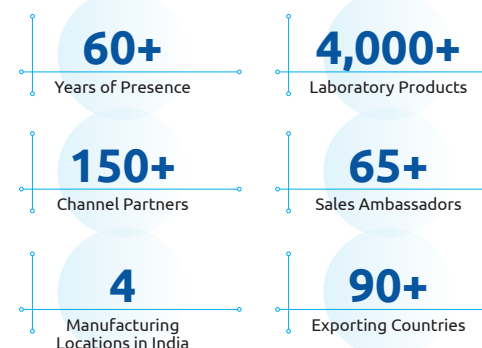 60+
Years of Presence
4,000+
Laboratory Products
150+
Channel Partners
65+
Sales Ambassadors
4
Manufacturing
Locations in India
90+
Exporting Countries